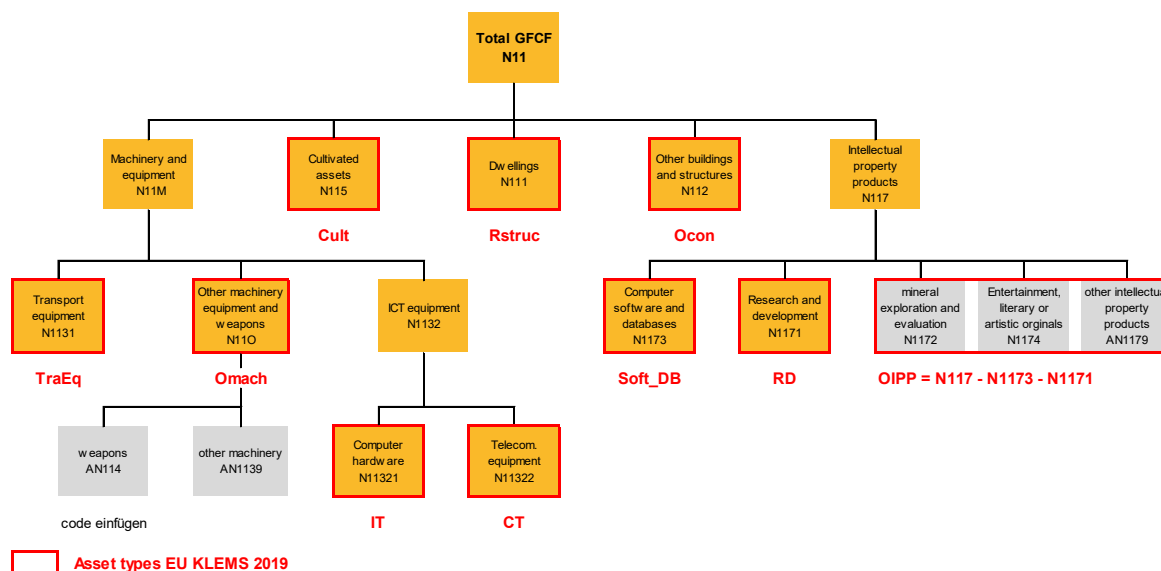 Total GFCF
N11
Machinery and
equipment
N11M
Cultivated
assets
N115
Dwellings
N111
Other buildings
and structures
N112
Intellectual
property
products
N117
Cult
Rstruc
Ocon
Transport
equipment
N1131
Other machinery
equipment and
weapons
N11O
ICT equipment
N1132
Computer
software and
databases
N1173
Research and
development
N1171
mineral
exploration and
evaluation
N1172
Entertainment,
literary or
artistic orginals
N1174
other intellectual
property
products
AN1179
TraEq
Omach
Soft_DB
RD
OIPP = N117 - N1173 - N1171
weapons
AN114
other machinery
AN1139
Computer
hardware
N11321
Telecom.
equipment
N11322
code einfügen
IT
CT
Asset types EU KLEMS 2019